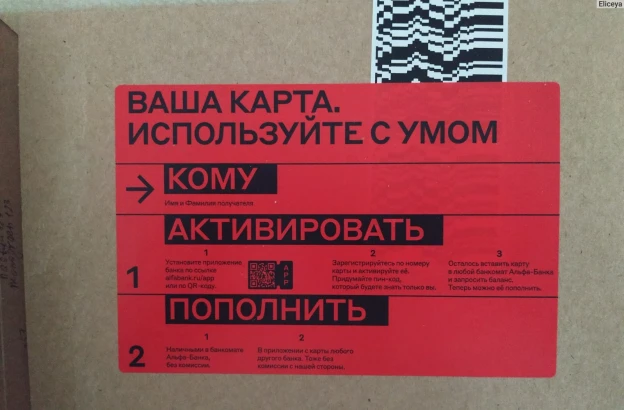 Eliceya
ВАША КАРТА.
ИСПОЛЬЗУЙТЕ С УМОМ
КОМУ
Имя и Фамилия получателя
АКТИВИРОВАТЬ
1
1
Установите приложение
банка по ссылке
alfabank.ru/app
или по QR-коду.
APP
2
Зарегистрируйтесь по номеру
карты и активируйте её.
Придумайте пин-код,
который будете знать только вы.
3
Осталось вставить карту
в любой банкомат Альфа-Банка
и запросить баланс.
Теперь можно её пополнить.
ПОПОЛНИТЬ
2
1
Наличными в банкомате
Альфа-Банка,
без комиссии.
2
В приложении с карты любого
другого банка. Тоже без
комиссии с нашей стороны.